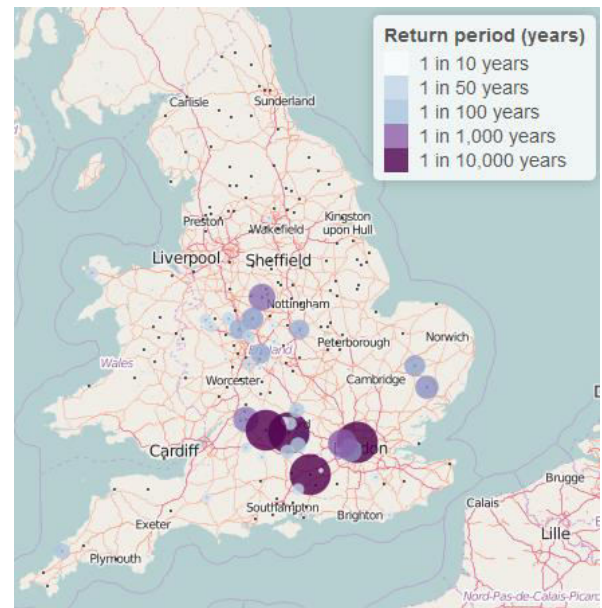 Return period (years)
1 in 10 years
1 in 50 years
1 in 100 years
1 in 1,000 years
1 in 10,000 years
Carlisle
Sunderland
Preston
Wakefield
Kingston
upon Hull
Liverpool
Sheffield
Nottingham
Peterborough
Norwich
Wales
Worcester
Cambridge
Cardiff
Southampton
Brighton
Exeter
Plymouth
Calais
Brugge
Lille
Nord-Pas-de-Calais-Picar